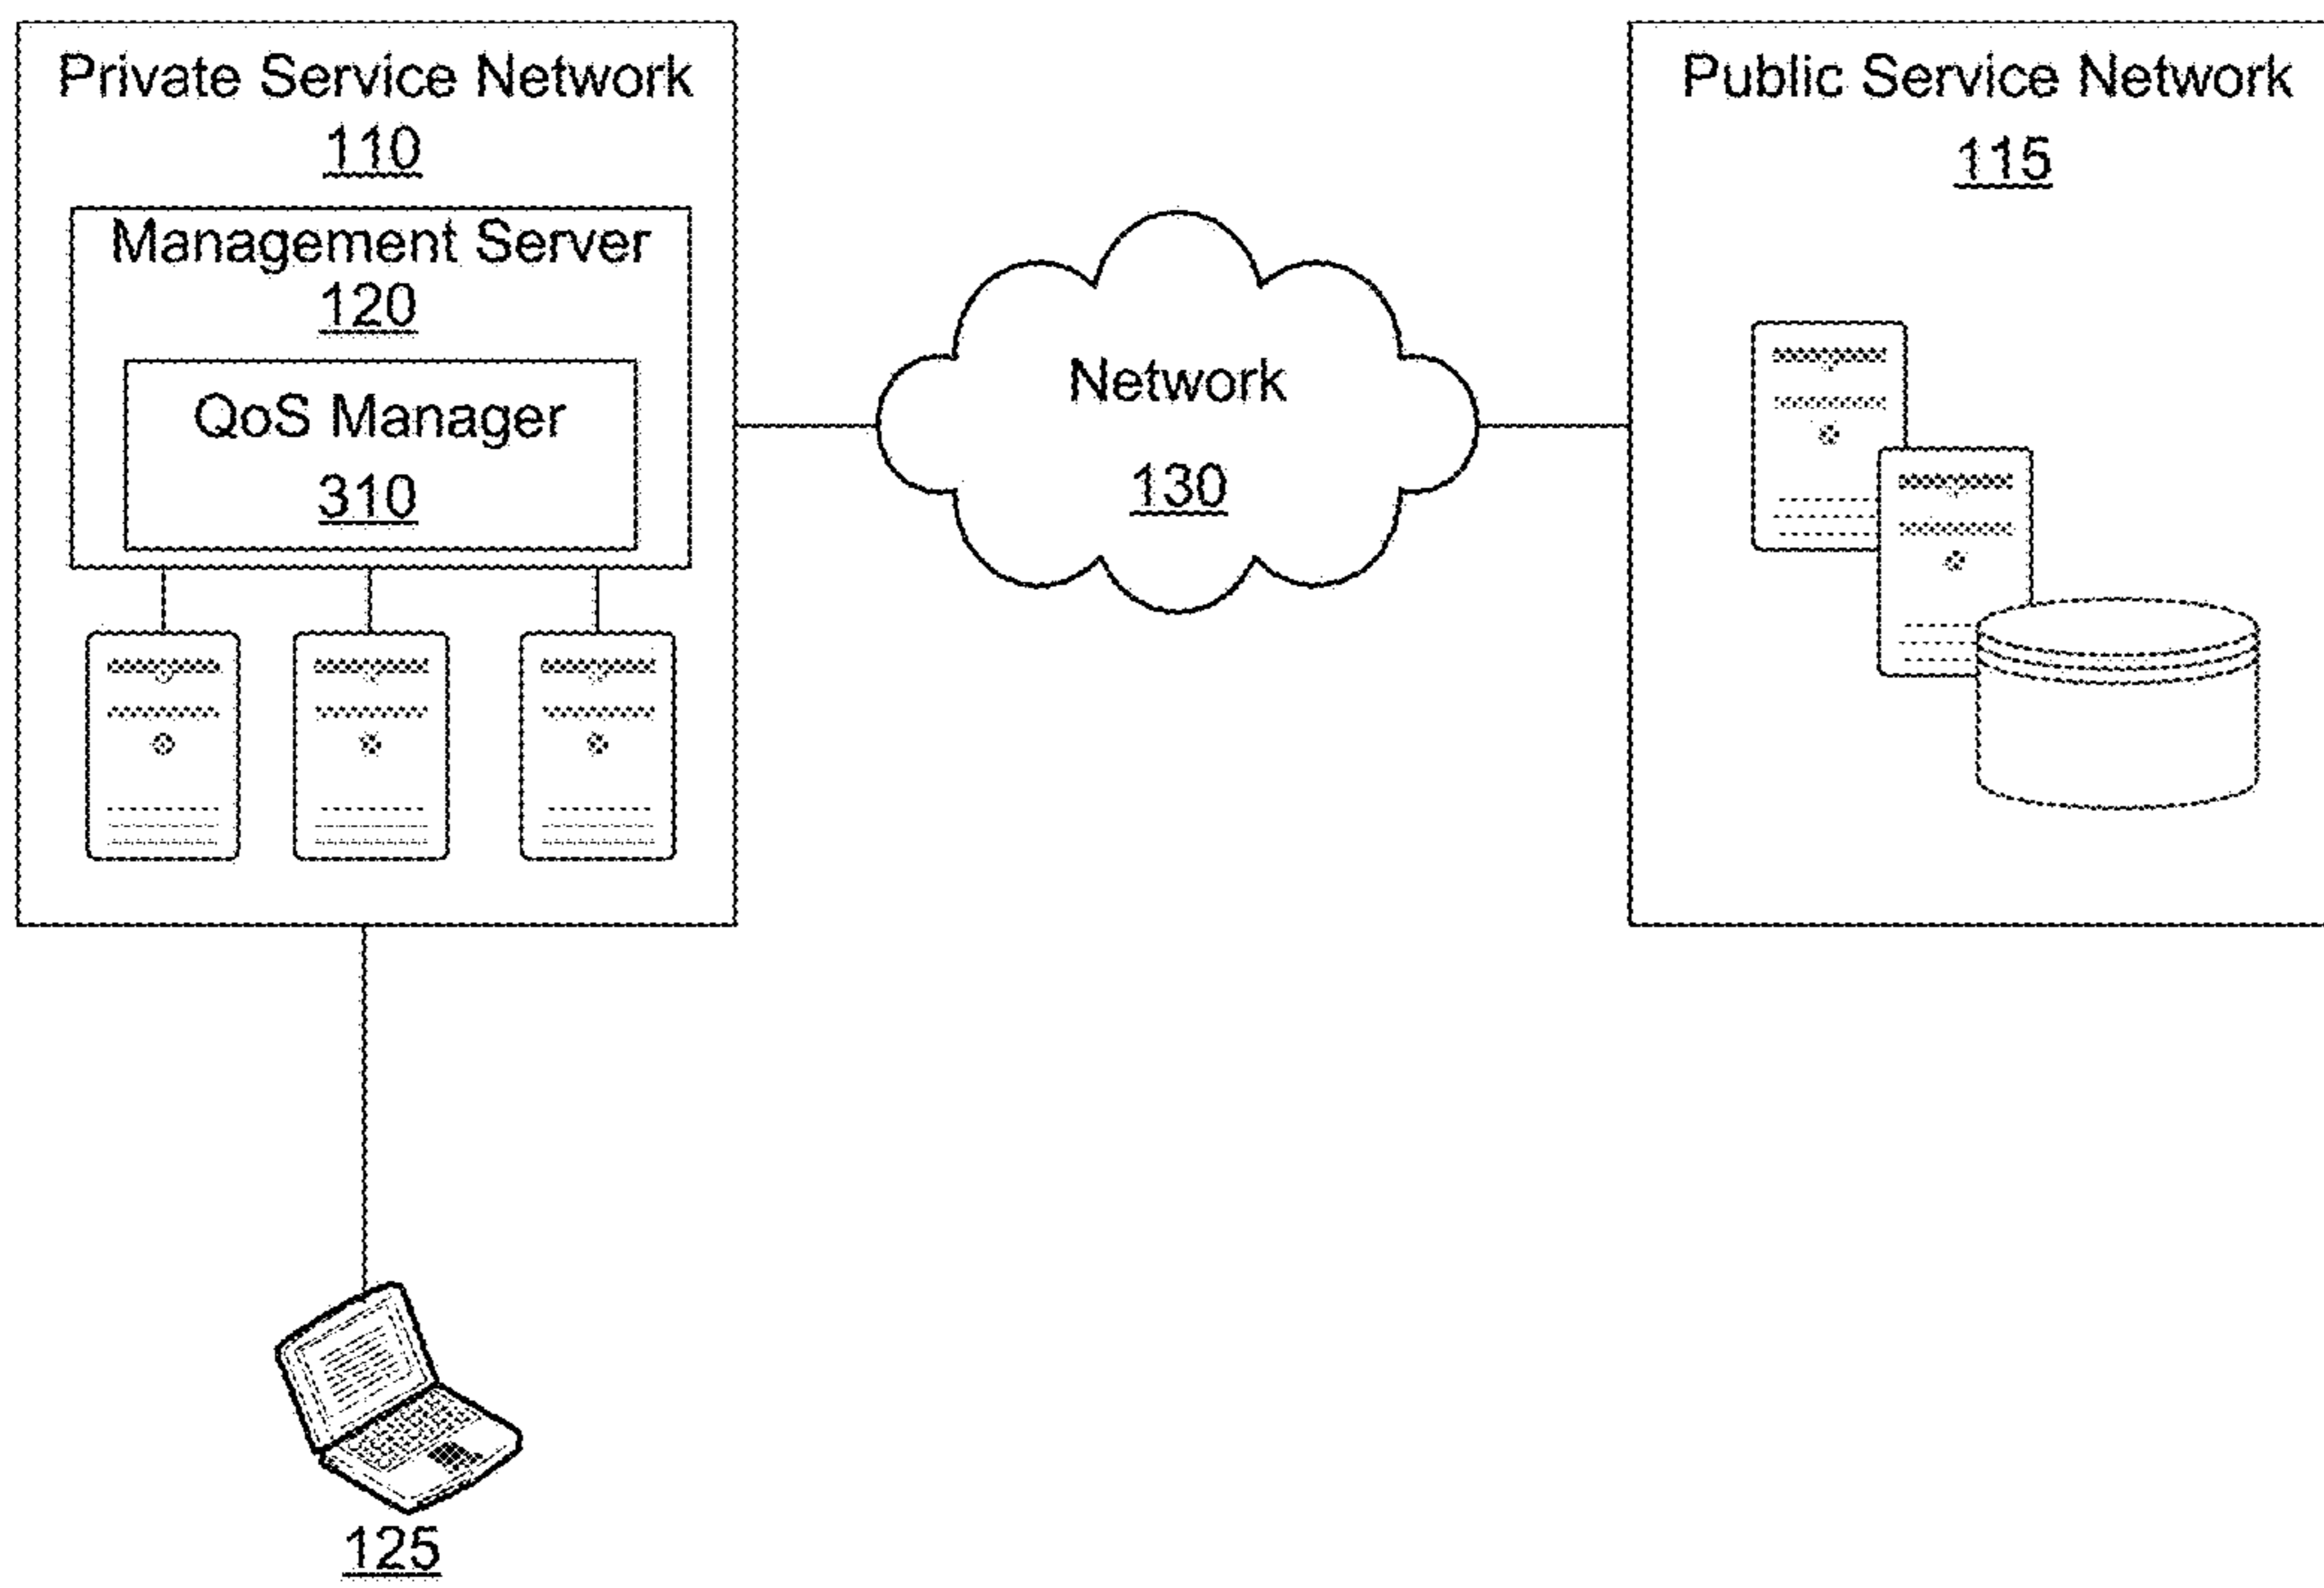 Private Service Network
110
Management Server
120
QoS Manager
310
Network
130
Public Service Network
115
125